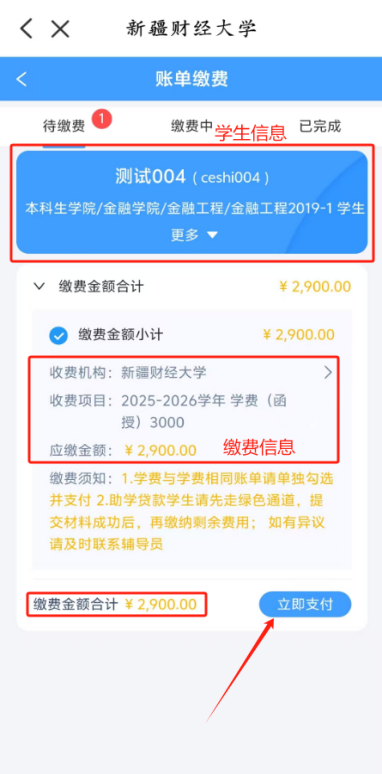 新疆财经大学
账单缴费
待缴费 1 缴费中 已完成
学生信息
测试004 ( ceshi004 )
本科生学院/金融学院/金融工程/金融工程2019-1 学生
更多
缴费金额合计 ¥ 2,900.00
缴费金额小计 ¥ 2,900.00
收费机构：新疆财经大学
收费项目：2025-2026学年 学费（函
授）3000
应缴金额：¥ 2,900.00
缴费信息
缴费须知：1.学费与学费相同账单请单独勾选
并支付 2.助学贷款学生请先走绿色通道，提
交材料成功后，再缴纳剩余费用； 如有异议
请及时联系辅导员
缴费金额合计 ¥ 2,900.00 立即支付